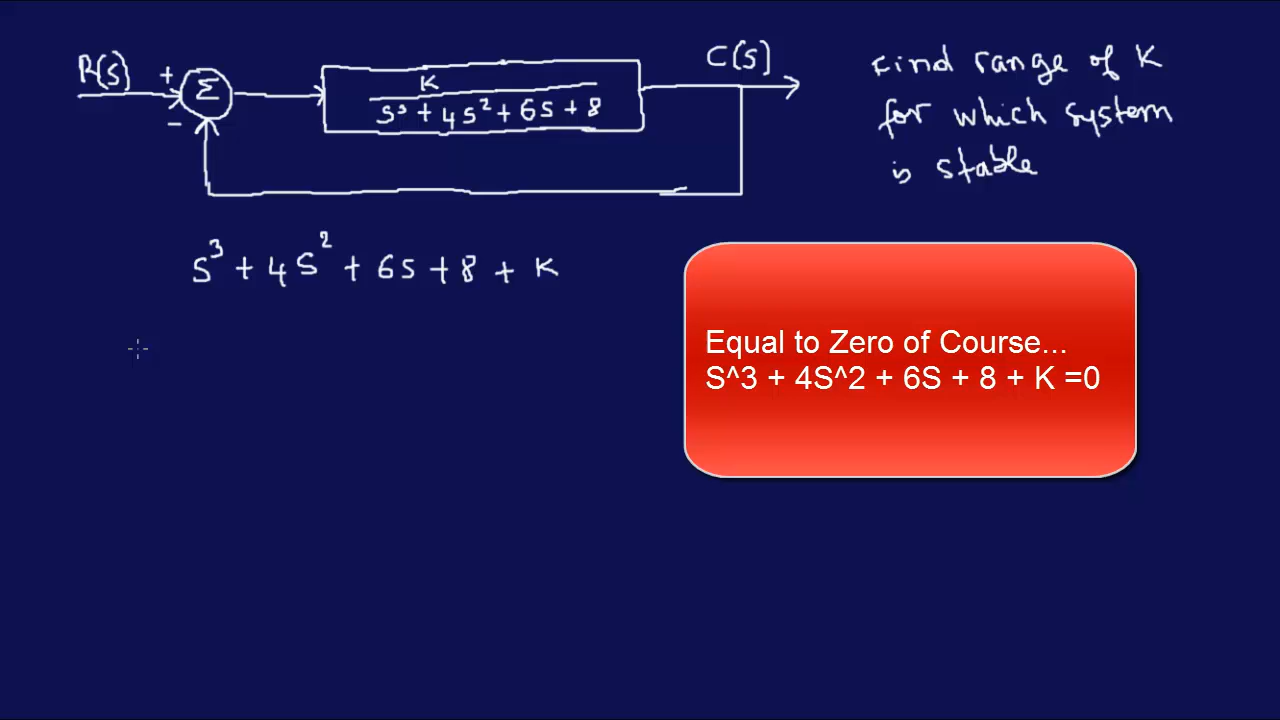 R(S) + Σ - K C(S)
S³ + 4S² + 6S + 8
Find range of K
for which system
is stable
S³ + 4S² + 6S + 8 + K
Equal to Zero of Course...
S^3 + 4S^2 + 6S + 8 + K =0